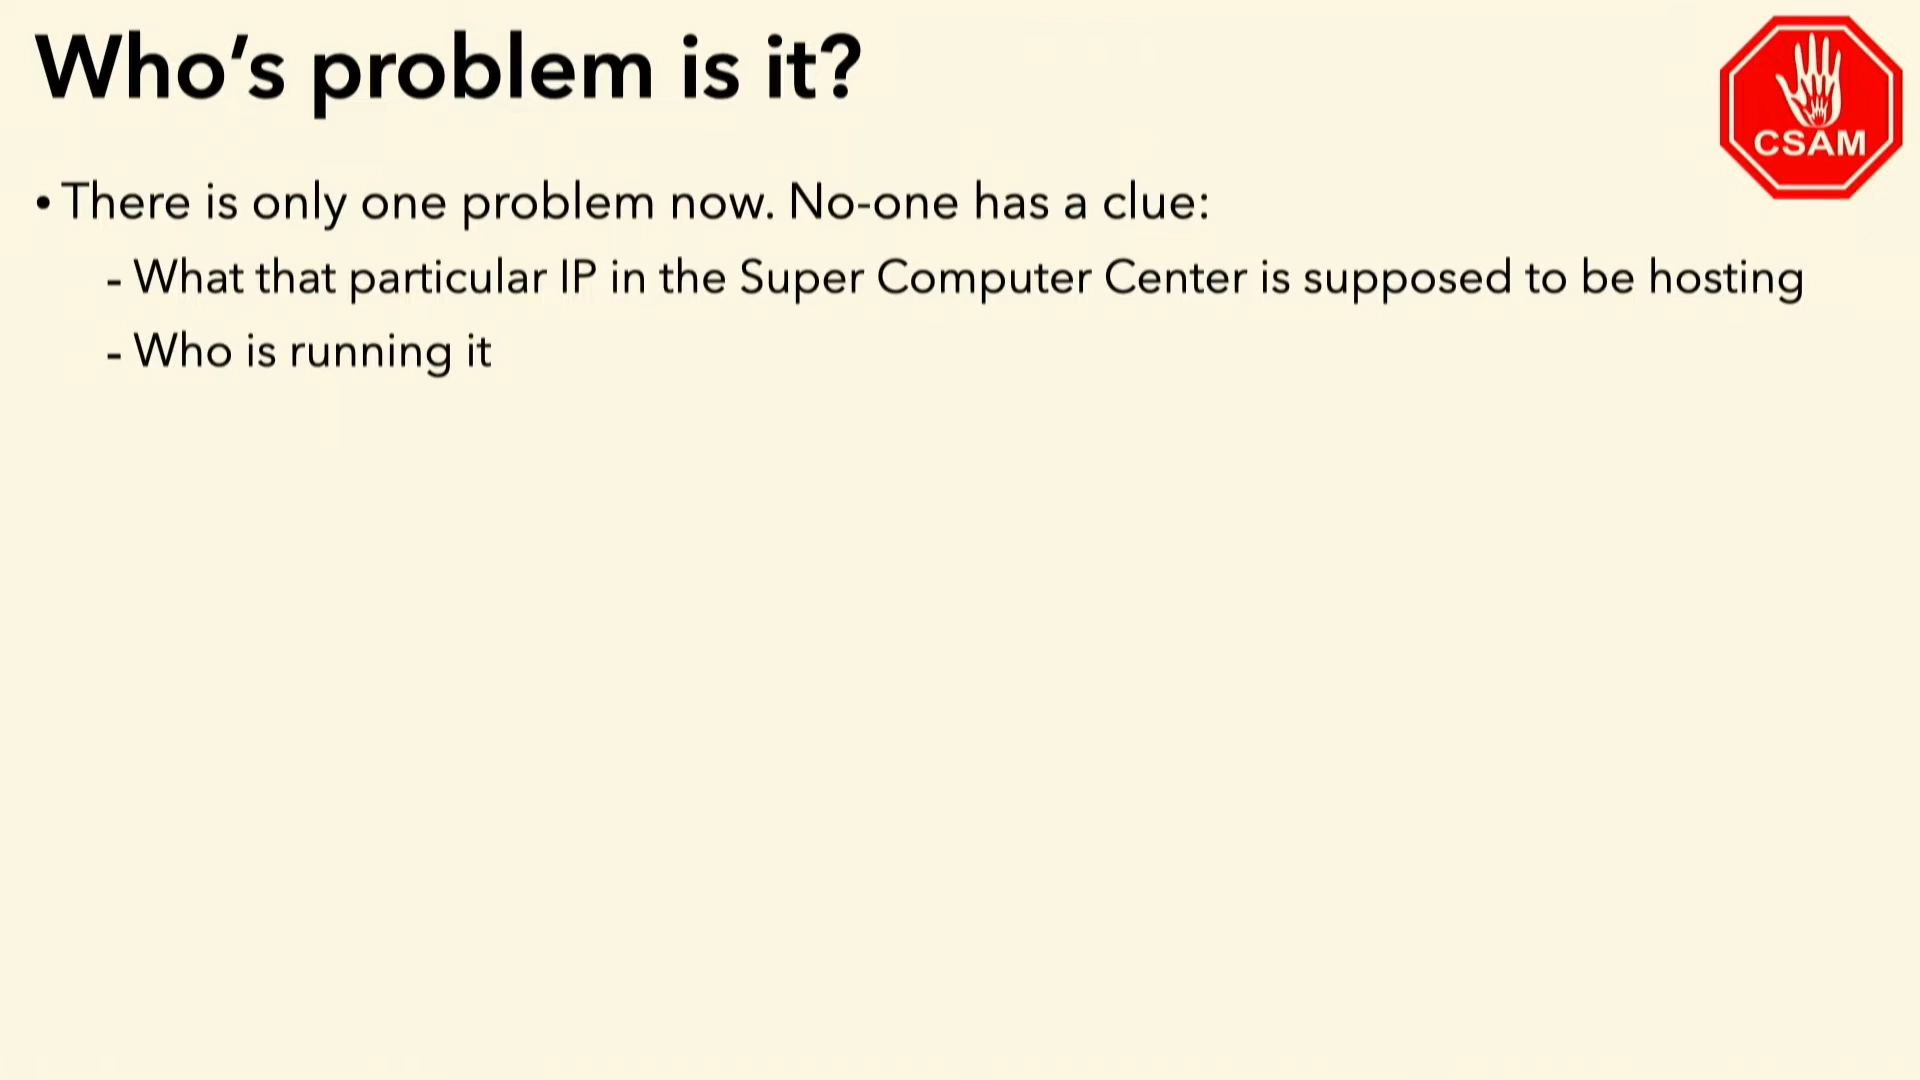 Who’s problem is it?
CSAM
• There is only one problem now. No-one has a clue:
- What that particular IP in the Super Computer Center is supposed to be hosting
- Who is running it